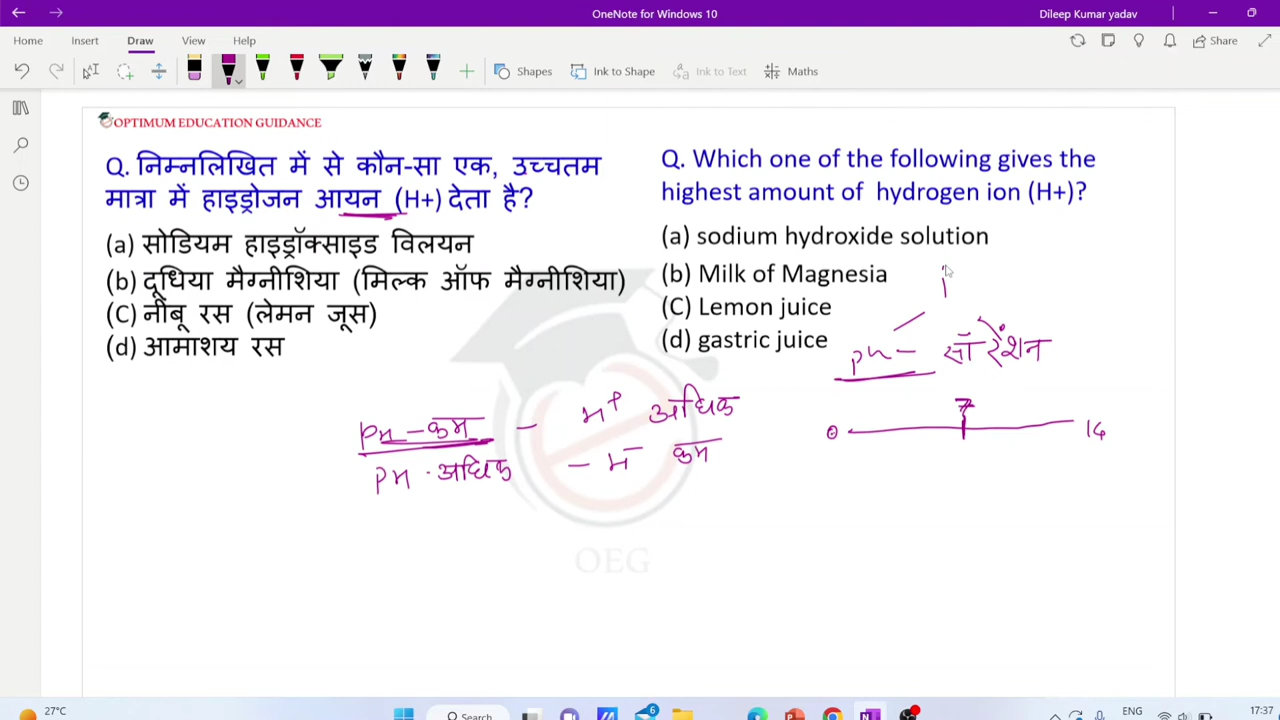 OneNote for Windows 10
Dileep Kumar yadav
Home Insert Draw View Help
Share
Shapes Ink to Shape Ink to Text Maths
OPTIMUM EDUCATION GUIDANCE
Q. निम्नलिखित में से कौन-सा एक, उच्चतम
मात्रा में हाइड्रोजन आयन (H+) देता है?
(a) सोडियम हाइड्रॉक्साइड विलयन
(b) दूधिया मैग्नीशिया (मिल्क ऑफ मैग्नीशिया)
(C) नीबू रस (लेमन जूस)
(d) आमाशय रस
Q. Which one of the following gives the
highest amount of hydrogen ion (H+)?
(a) sodium hydroxide solution
(b) Milk of Magnesia
(C) Lemon juice
(d) gastric juice
PH - सॉरेंशन
0 7 14
PH - कम - H+ अधिक
PH - अधिक - H- कम
OEG
27°C
Search
6
ENG
17:37